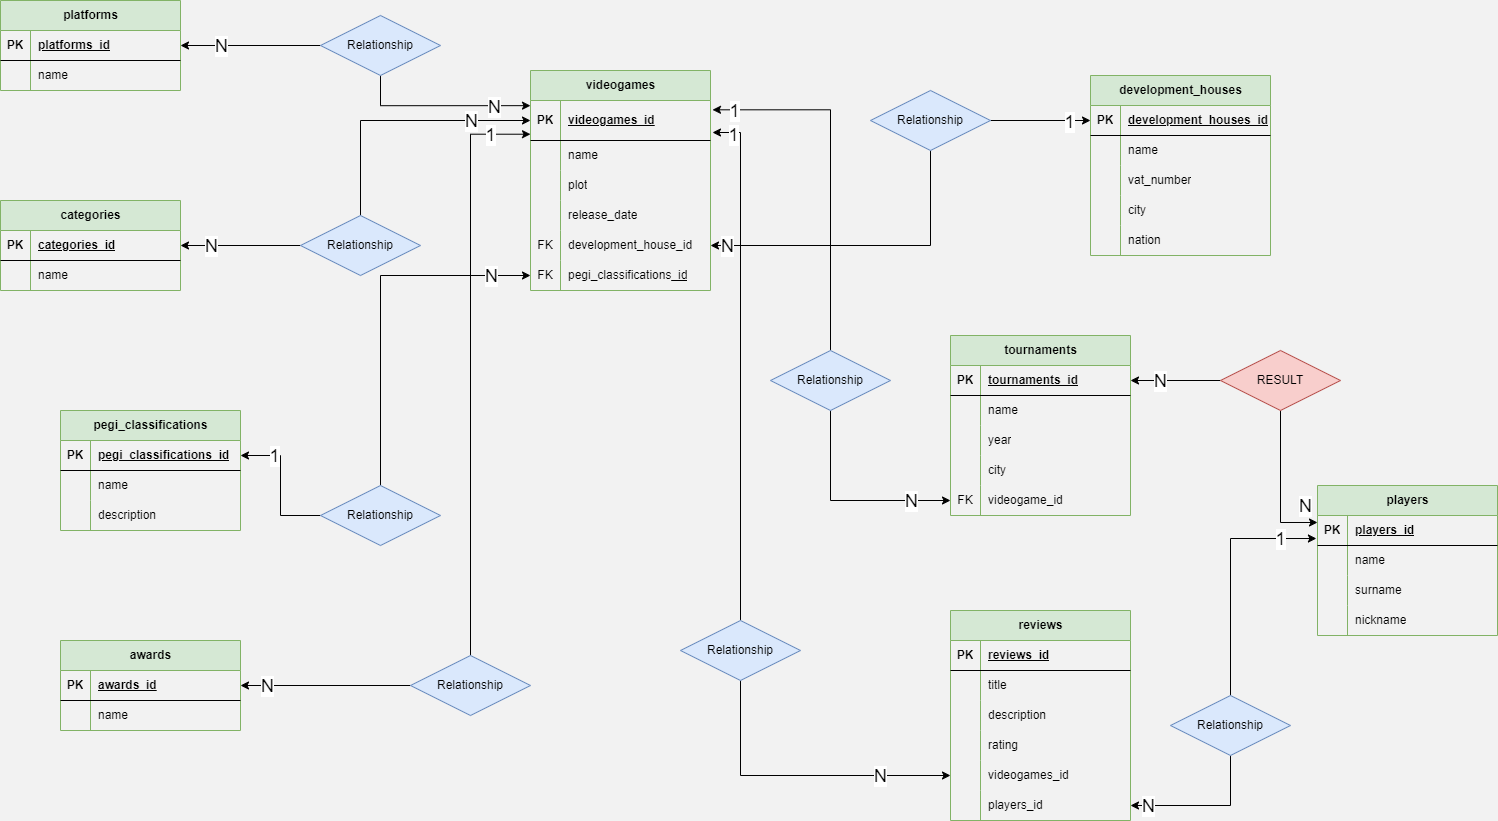 platforms
PK platforms_id
name
Relationship
N
N
videogames
PK videogames_id
name
plot
release_date
FK development_house_id
FK pegi_classifications_id
N
1
1
1
Relationship
1
development_houses
PK development_houses_id
name
vat_number
city
nation
N
categories
PK categories_id
name
N
Relationship
N
pegi_classifications
PK pegi_classifications_id
name
description
1
Relationship
Relationship
N
tournaments
PK tournaments_id
name
year
city
FK videogame_id
N
RESULT
N
players
PK players_id
name
surname
nickname
1
awards
PK awards_id
name
N
Relationship
Relationship
N
reviews
PK reviews_id
title
description
rating
videogames_id
players_id
Relationship
N